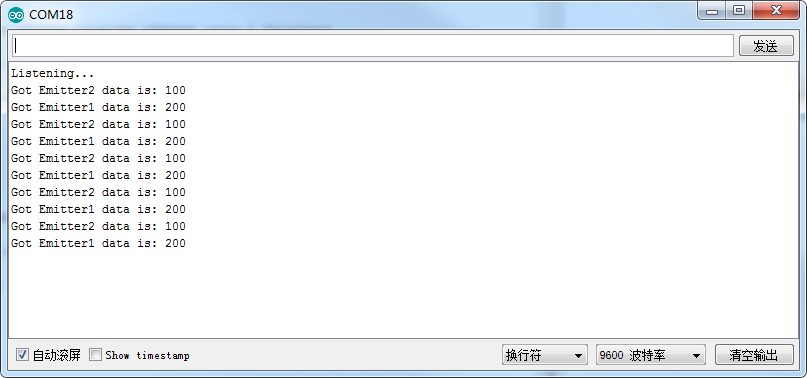 COM18
发送
Listening...
Got Emitter2 data is: 100
Got Emitter1 data is: 200
Got Emitter2 data is: 100
Got Emitter1 data is: 200
Got Emitter2 data is: 100
Got Emitter1 data is: 200
Got Emitter2 data is: 100
Got Emitter1 data is: 200
Got Emitter2 data is: 100
Got Emitter1 data is: 200
自动滚屏 Show timestamp 换行符 9600 波特率 清空输出